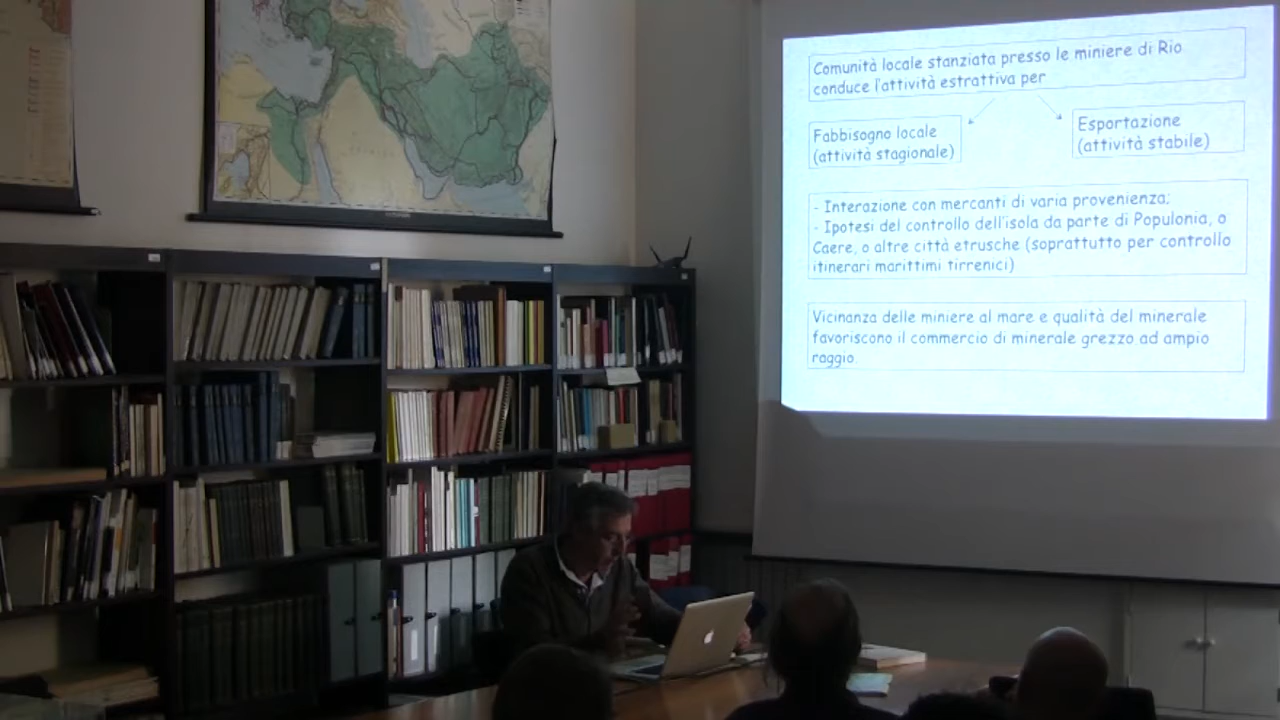 Comunità locale stanziata presso le miniere di Rio
conduce l'attività estrattiva per
Fabbisogno locale
(attività stagionale)
Esportazione
(attività stabile)
- Interazione con mercanti di varia provenienza;
- Ipotesi del controllo dell'isola da parte di Populonia, o
Caere, o altre città etrusche (soprattutto per controllo
itinerari marittimi tirrenici)
Vicinanza delle miniere al mare e qualità del minerale
favoriscono il commercio di minerale grezzo ad ampio
raggio.